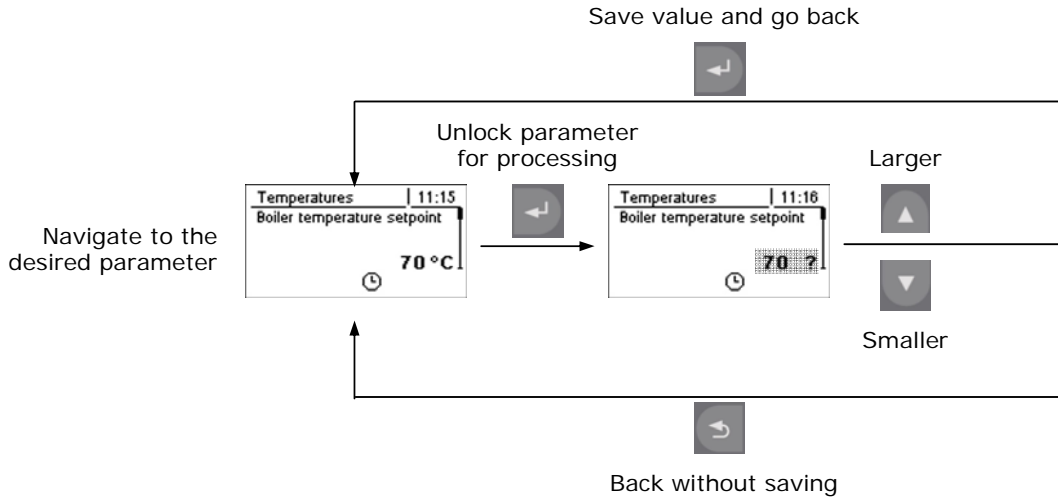 Save value and go back
Unlock parameter
for processing
Larger
Navigate to the
desired parameter
Temperatures 11:15
Boiler temperature setpoint
70 °C
Temperatures 11:16
Boiler temperature setpoint
70 ?
Smaller
Back without saving